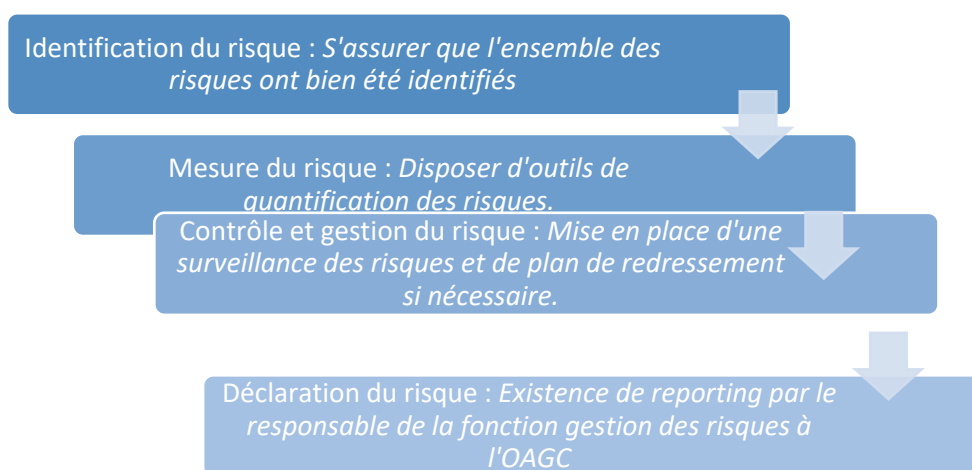 Identification du risque : S'assurer que l'ensemble des
risques ont bien été identifiés
Mesure du risque : Disposer d'outils de
quantification des risques.
Contrôle et gestion du risque : Mise en place d'une
surveillance des risques et de plan de redressement
si nécessaire.
Déclaration du risque : Existence de reporting par le
responsable de la fonction gestion des risques à
l'OAGC